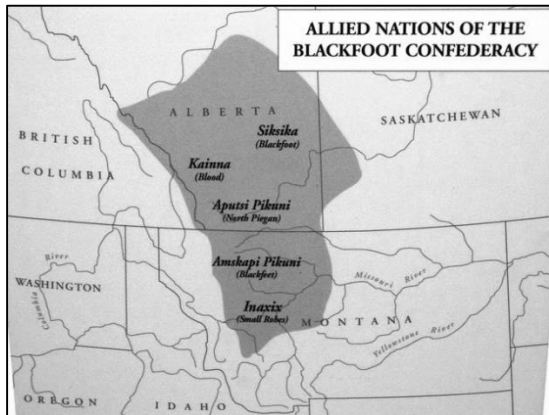 ALLIED NATIONS OF THE
BLACKFOOT CONFEDERACY
ALBERTA
SASKATCHEWAN
BRITISH
COLUMBIA
Siksika
(Blackfoot)
Kainna
(Blood)
Aputsi Pikuni
(North Piegan)
Amskapi Pikuni
(Blackfeet)
Missouri River
River
Columbia
WASHINGTON
Inaxix
(Small Robes)
MONTANA
Yellowstone River
OREGON
IDAHO